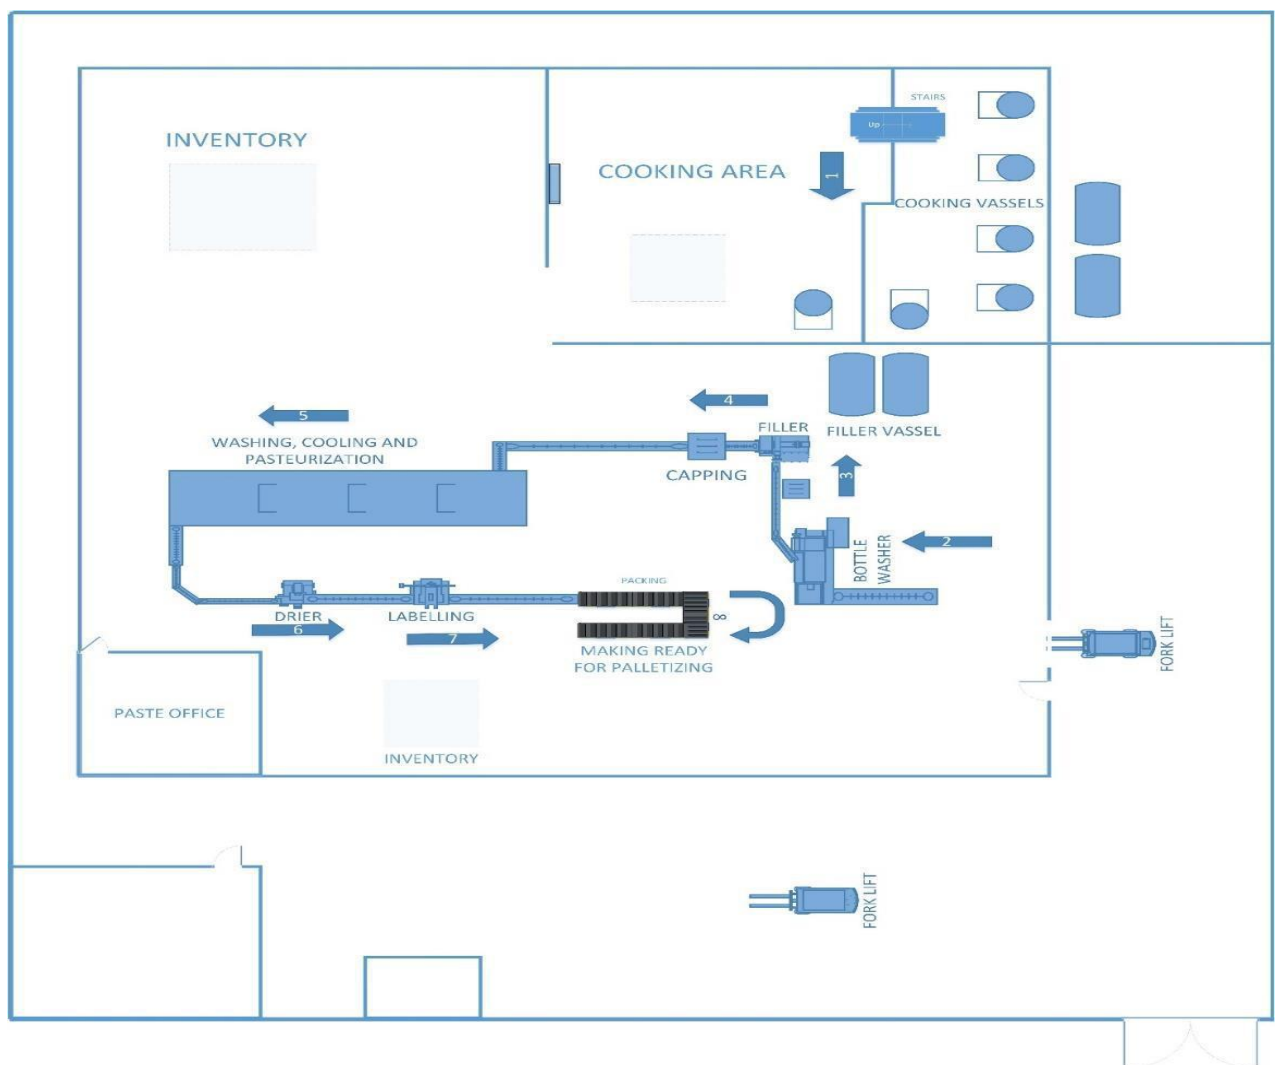 STAIRS
Up
INVENTORY
COOKING AREA
1
COOKING VASSELS
5
4
WASHING, COOLING AND
PASTEURIZATION
FILLER
FILLER VESSEL
CAPPING
3
2
BOTTLE
WASHER
PACKING
DRIER
LABELLING
8
6
7
MAKING READY
FOR PALLETIZING
FORK LIFT
PASTE OFFICE
INVENTORY
FORK LIFT